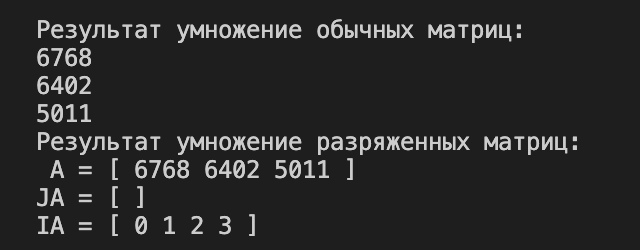 Результат умножение обычных матриц:
6768
6402
5011
Результат умножение разряженных матриц:
A = [ 6768 6402 5011 ]
JA = [ ]
IA = [ 0 1 2 3 ]